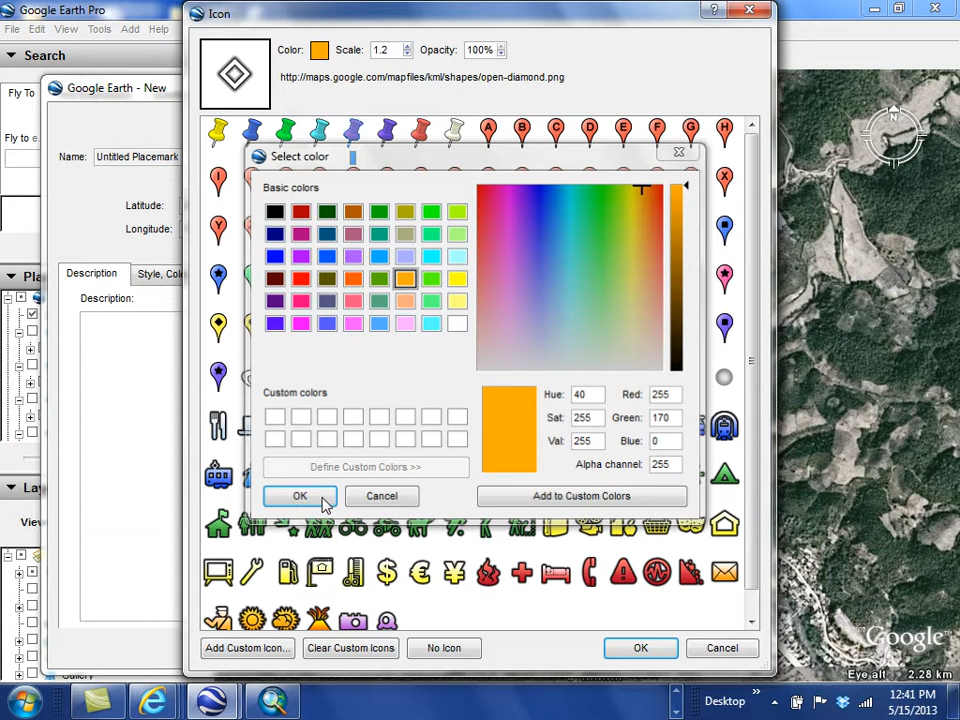 Google Earth Pro
File Edit View Tools Add Help
Search
Fly To
Fly to e.
Google Earth - New
Name: Untitled Placemark
Latitude:
Longitude:
Description
Style, Co
Description:
Icon
Color:
Scale: 1.2
Opacity: 100%
http://maps.google.com/mapfiles/kml/shapes/open-diamond.png
A B C D E F G H
I
X
Y
Select color
Basic colors
Custom colors
Define Custom Colors >>
OK
Cancel
Hue: 40
Red: 255
Sat: 255
Green: 170
Val: 255
Blue: 0
Alpha channel: 255
Add to Custom Colors
$ € ¥
Add Custom Icon...
Clear Custom Icons
No Icon
OK
Cancel
N
Google
Eye alt 2.28 km
Desktop
12:41 PM
5/15/2013